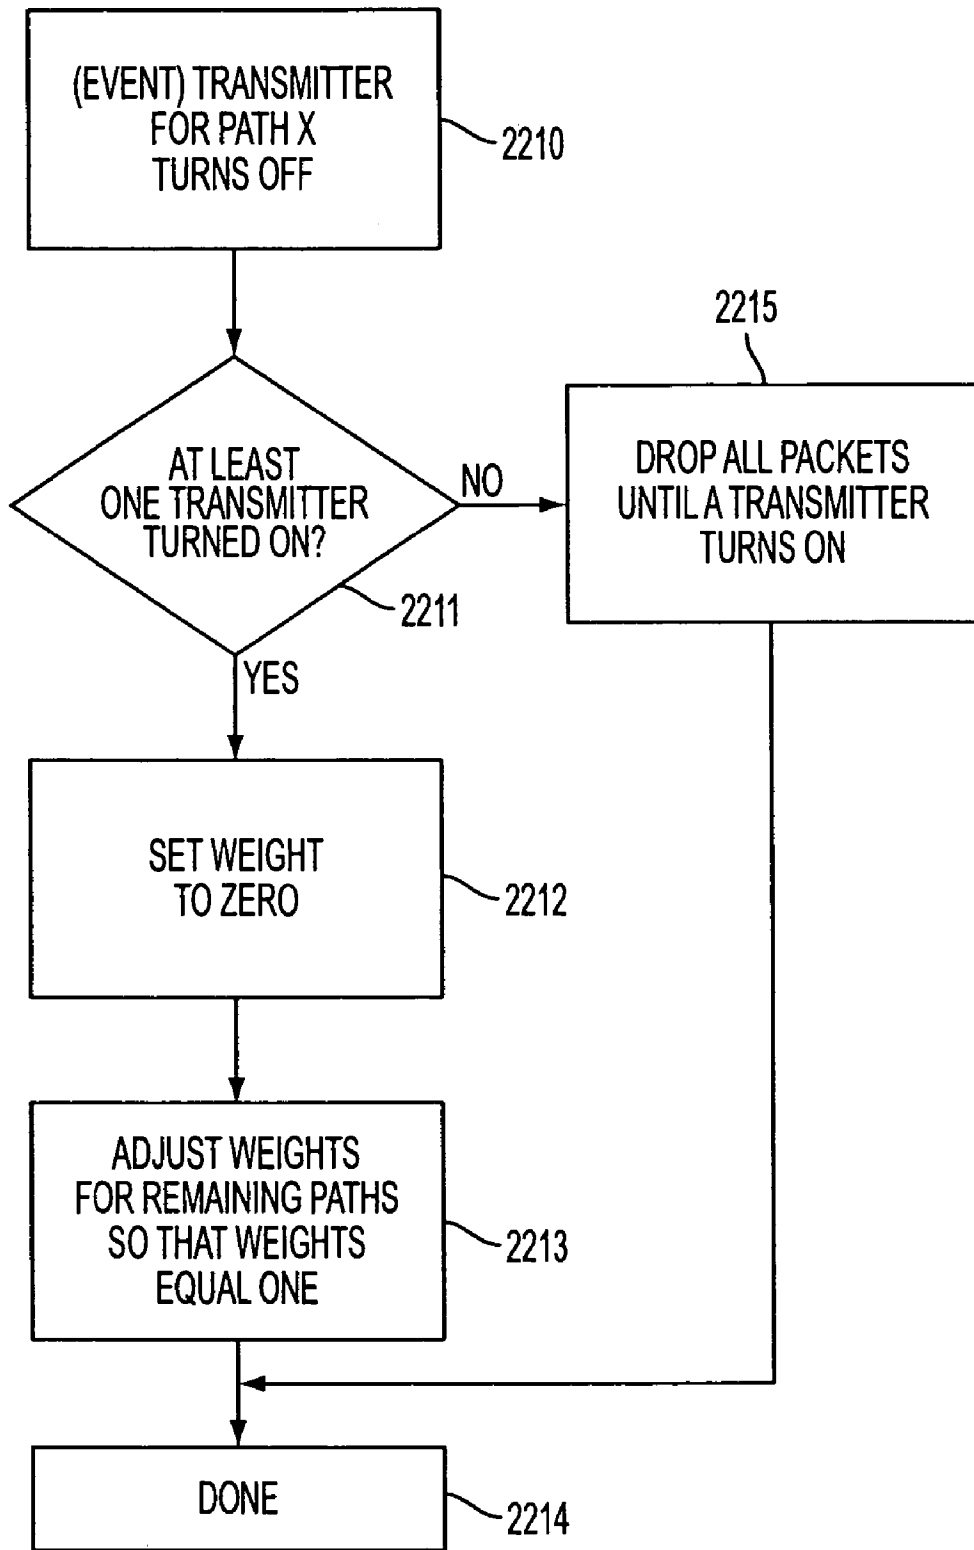 (EVENT) TRANSMITTER
FOR PATH X
TURNS OFF
2210
AT LEAST
ONE TRANSMITTER
TURNED ON?
2211
NO
2215
DROP ALL PACKETS
UNTIL A TRANSMITTER
TURNS ON
YES
SET WEIGHT
TO ZERO
2212
ADJUST WEIGHTS
FOR REMAINING PATHS
SO THAT WEIGHTS
EQUAL ONE
2213
DONE
2214